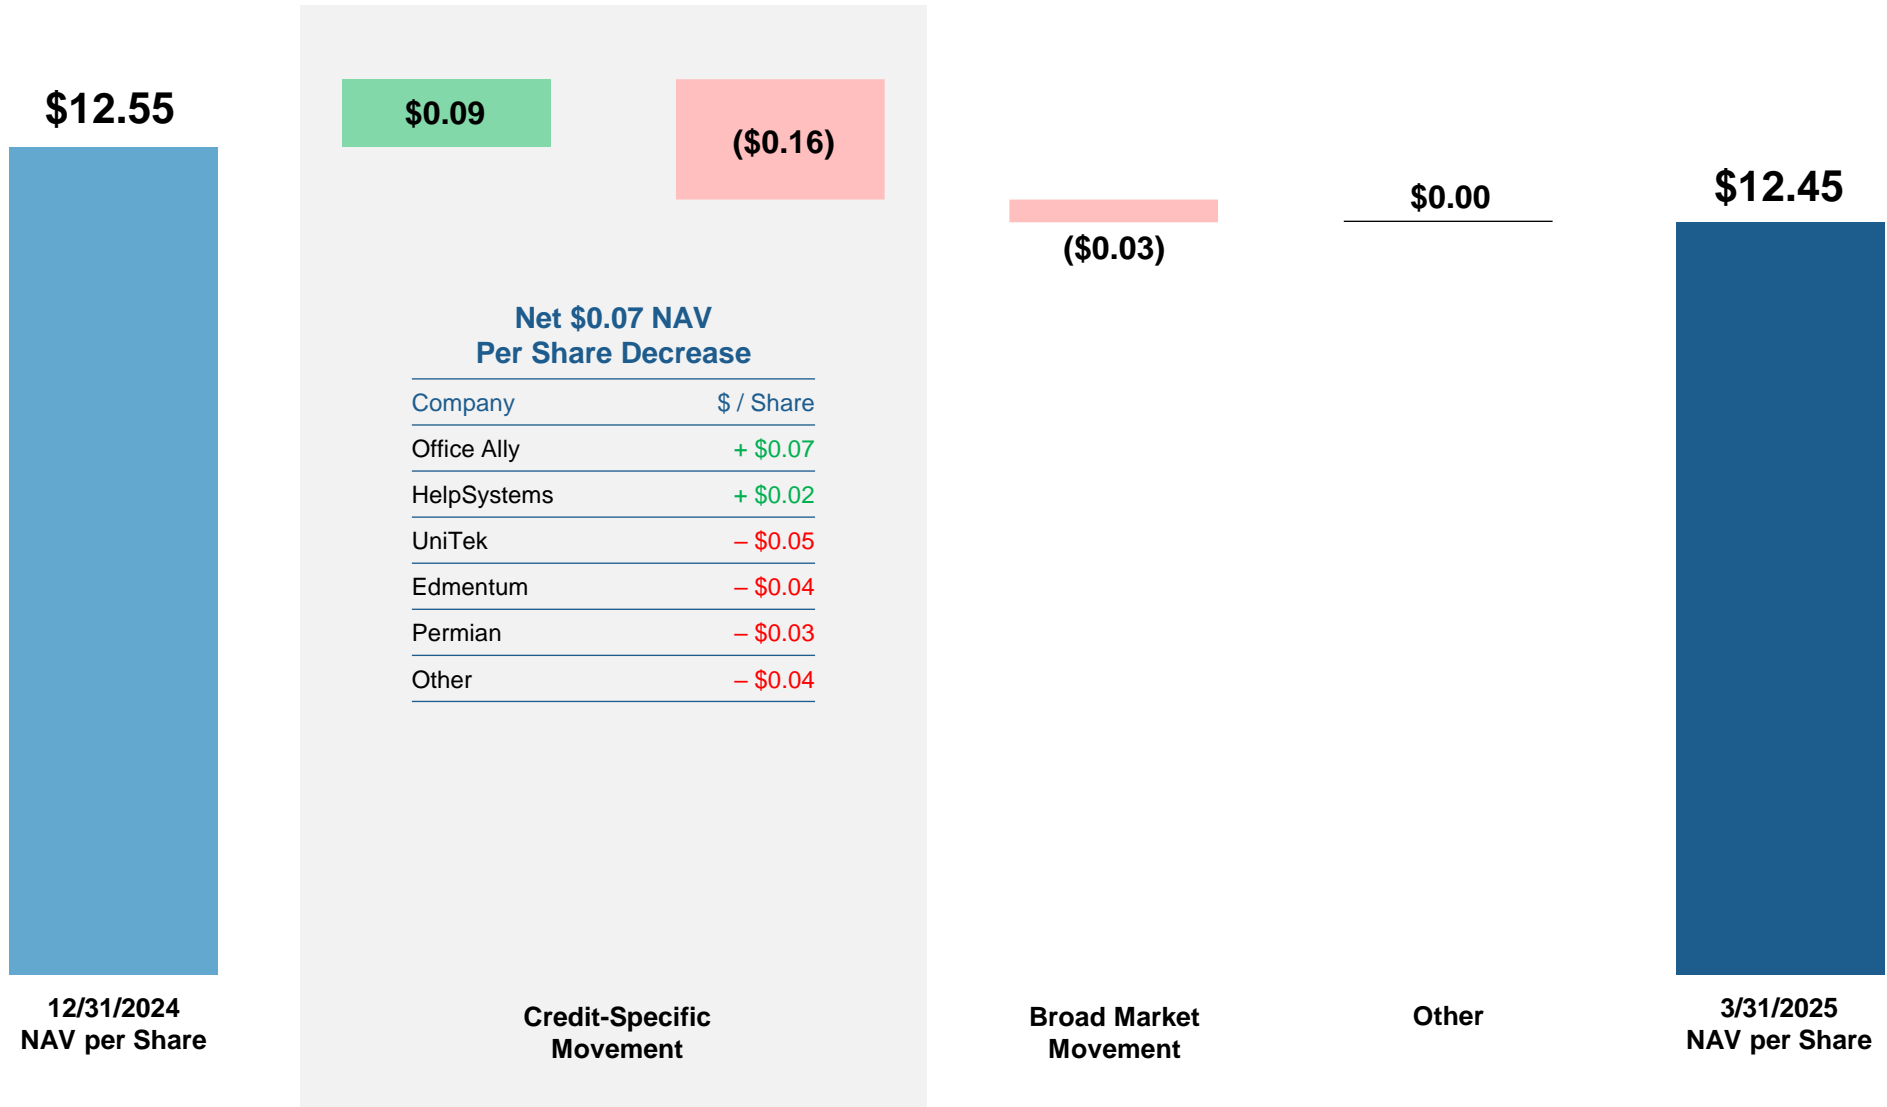 $12.55
$0.09
($0.16)
($0.03)
$0.00
$12.45
Net $0.07 NAV
Per Share Decrease
Company $ / Share
Office Ally + $0.07
HelpSystems + $0.02
UniTek – $0.05
Edmentum – $0.04
Permian – $0.03
Other – $0.04
12/31/2024
NAV per Share
Credit-Specific
Movement
Broad Market
Movement
Other
3/31/2025
NAV per Share